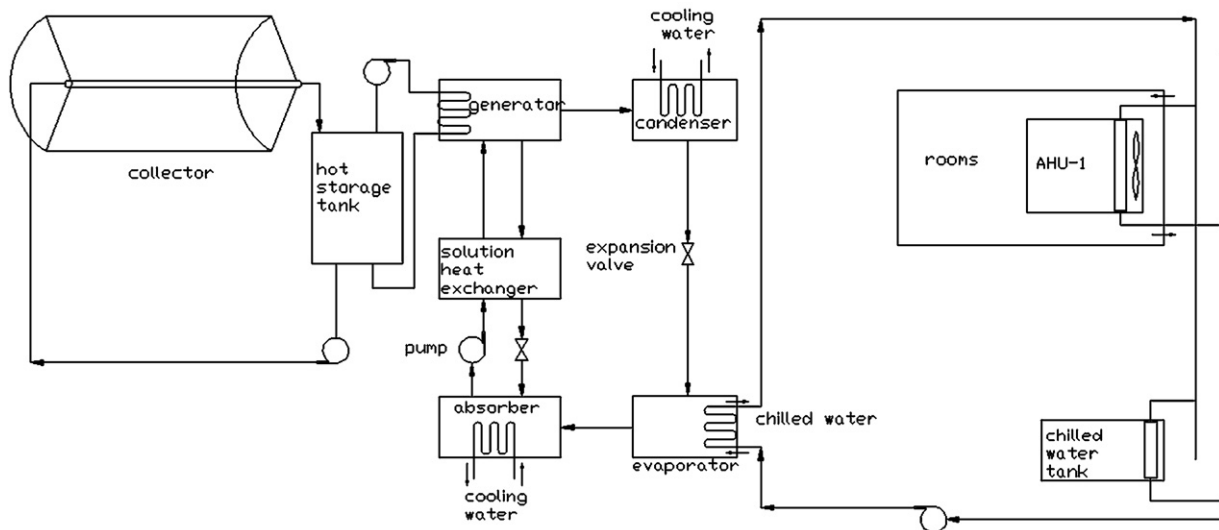 cooling
water
collector
hot
storage
tank
generator
condenser
rooms
AHU-1
solution
heat
exchanger
expansion
valve
pump
absorber
evaporator
chilled water
chilled
water
tank
cooling
water